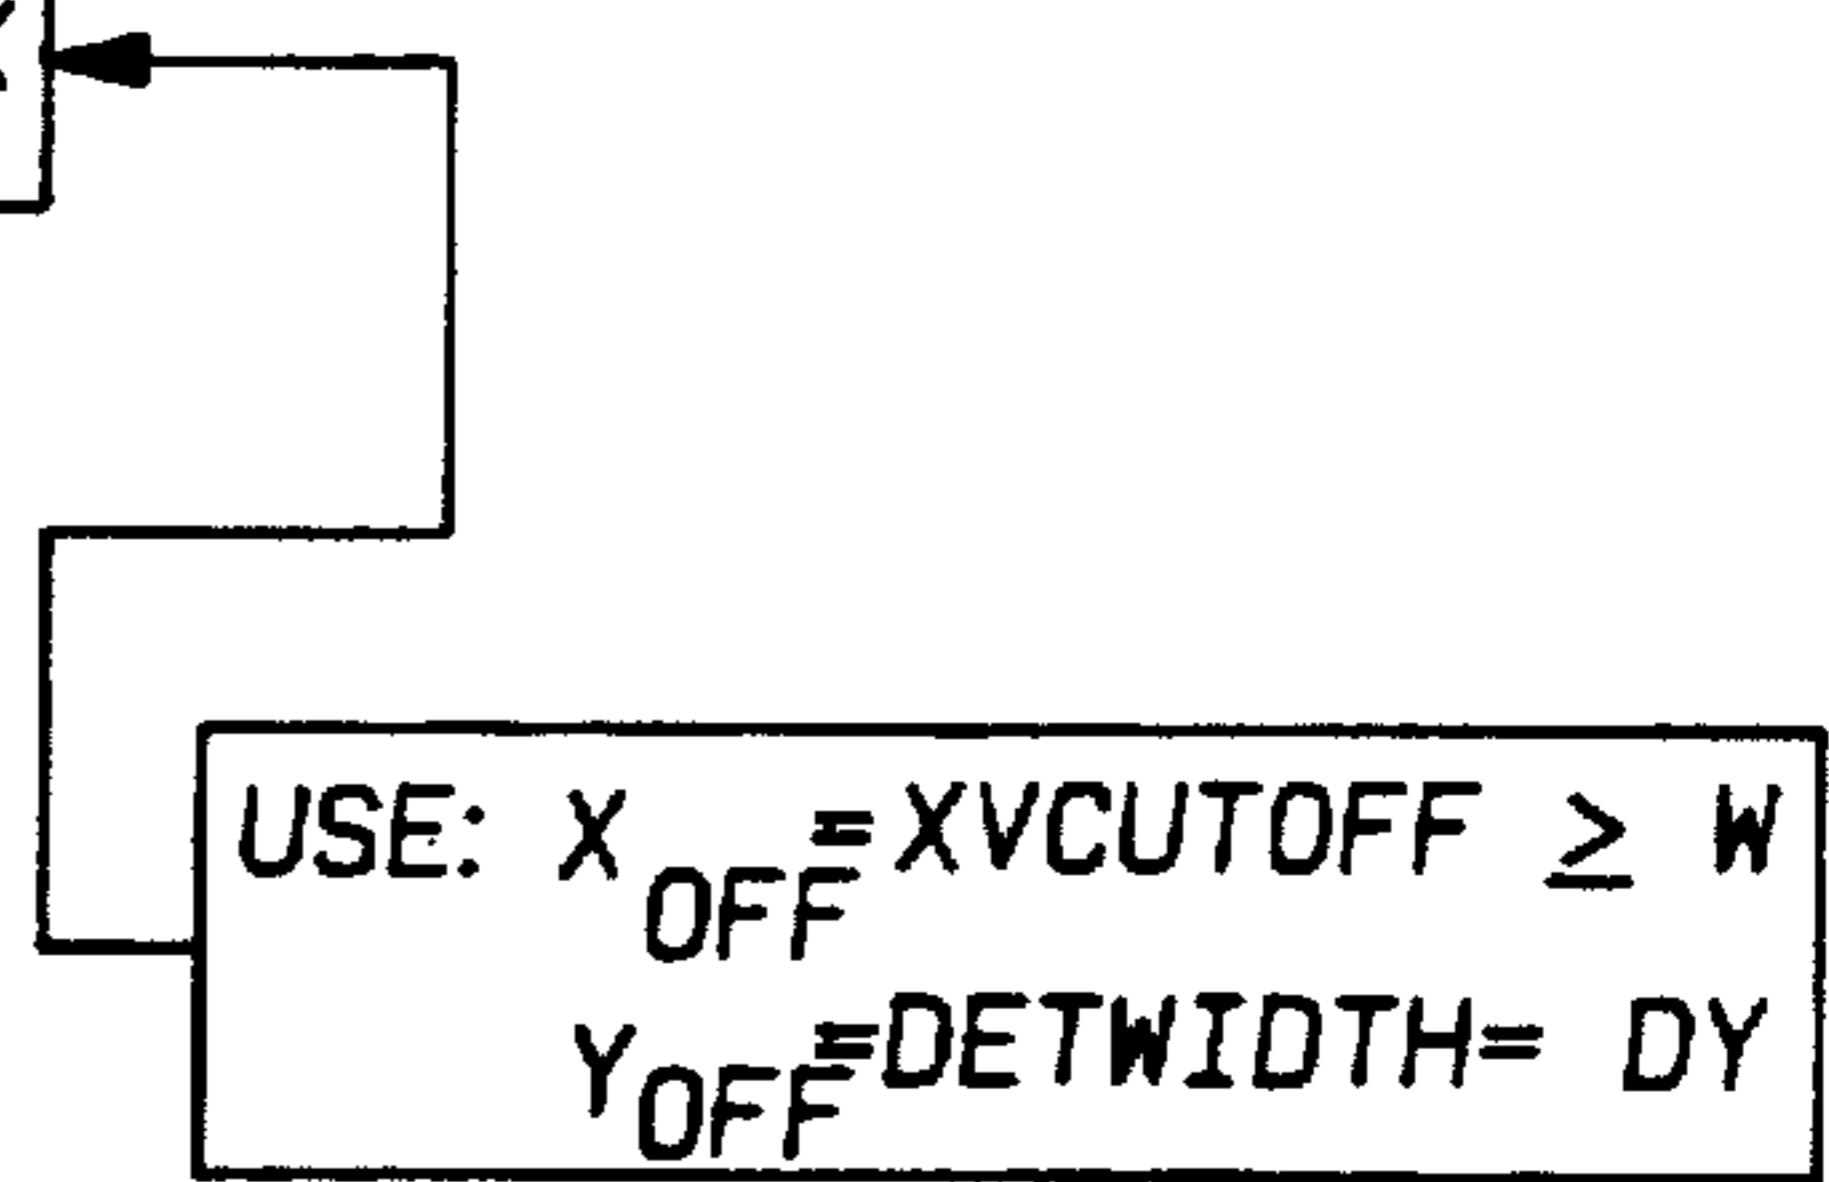 USE: X_OFF=XVCUTOFF ≥ W
Y_OFF=DETWIDTH= DY